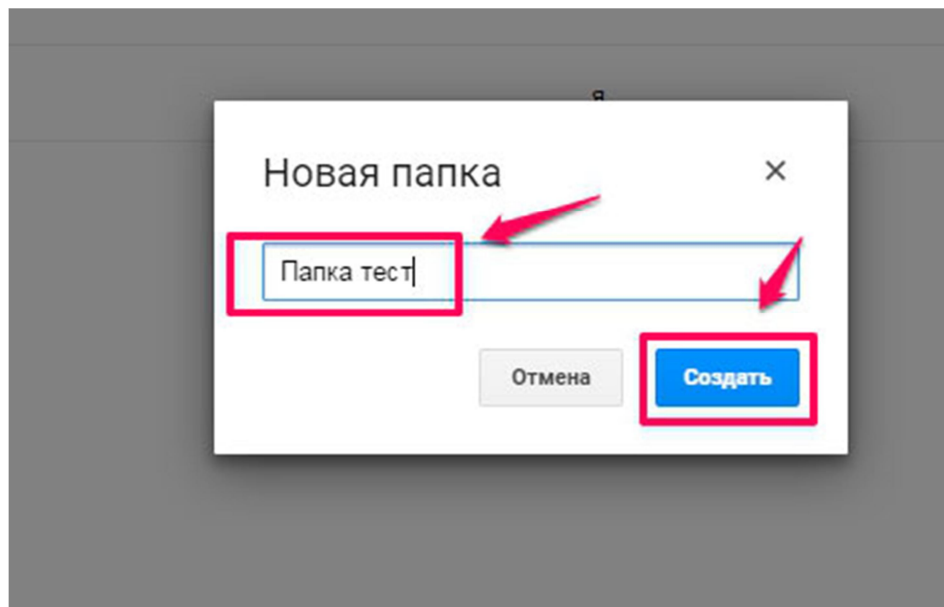 я
Новая папка
Папка тест
Отмена
Создать